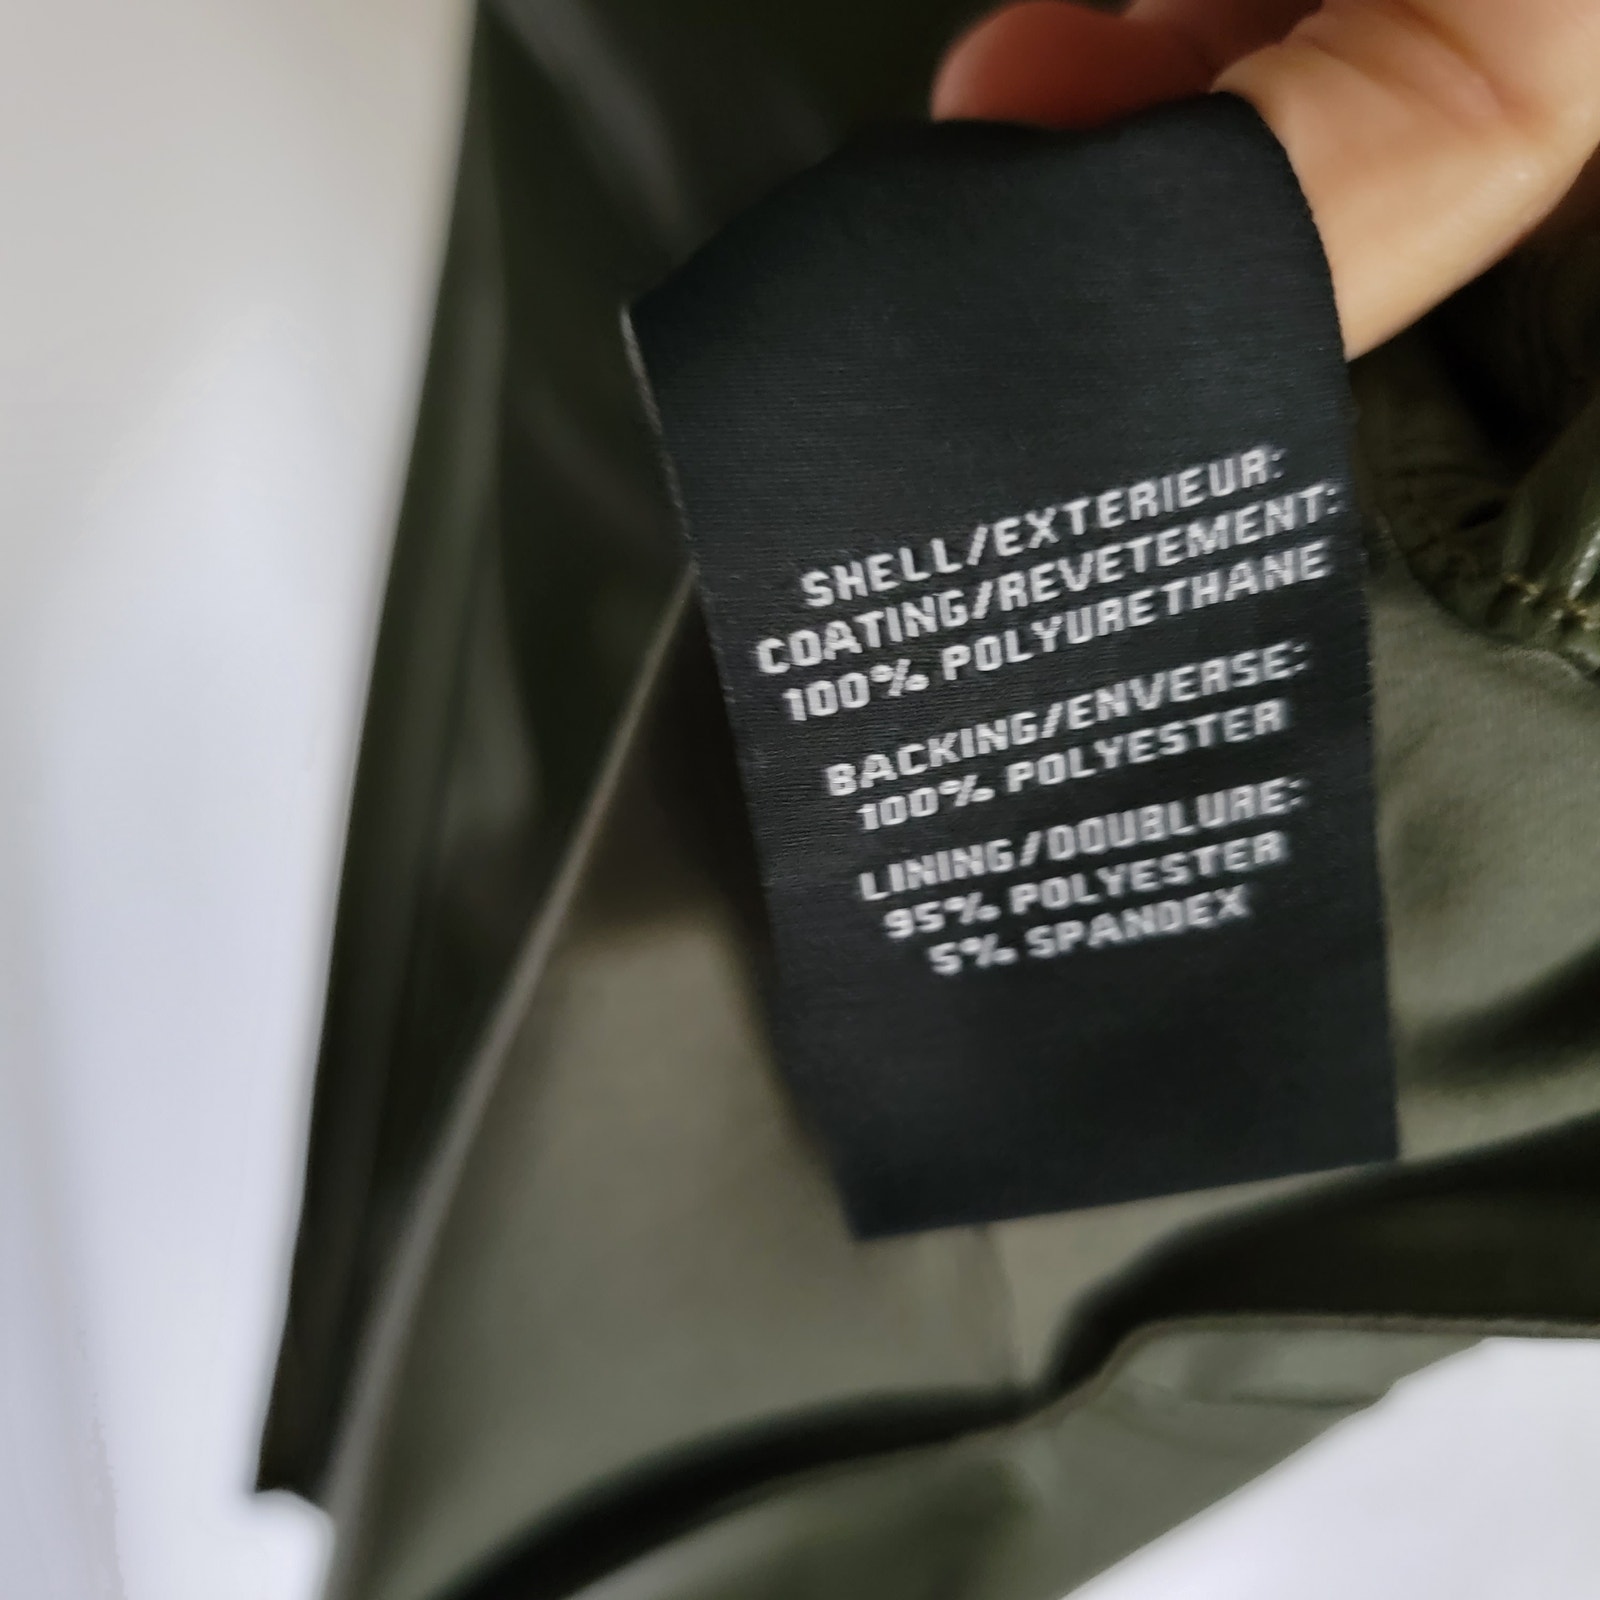 SHELL/EXTERIEUR:
COATING/REVETEMENT:
100% POLYURETHANE
BACKING/ENVERSE:
100% POLYESTER
LINING/DOUBLURE:
95% POLYESTER
5% SPANDEX